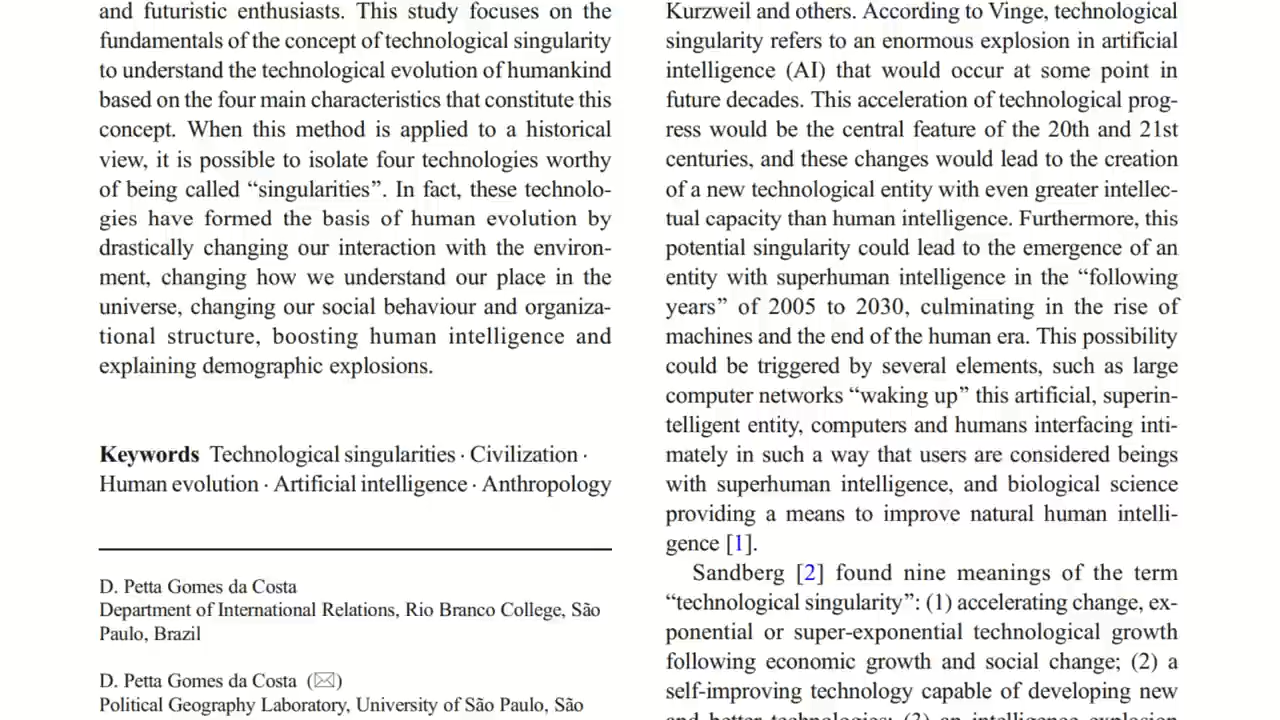 and futuristic enthusiasts. This study focuses on the
fundamentals of the concept of technological singularity
to understand the technological evolution of humankind
based on the four main characteristics that constitute this
concept. When this method is applied to a historical
view, it is possible to isolate four technologies worthy
of being called “singularities”. In fact, these technolo-
gies have formed the basis of human evolution by
drastically changing our interaction with the environ-
ment, changing how we understand our place in the
universe, changing our social behaviour and organiza-
tional structure, boosting human intelligence and
explaining demographic explosions.
Keywords Technological singularities · Civilization ·
Human evolution · Artificial intelligence · Anthropology
D. Petta Gomes da Costa
Department of International Relations, Rio Branco College, São
Paulo, Brazil
D. Petta Gomes da Costa (✉)
Political Geography Laboratory, University of São Paulo, São
Kurzweil and others. According to Vinge, technological
singularity refers to an enormous explosion in artificial
intelligence (AI) that would occur at some point in
future decades. This acceleration of technological prog-
ress would be the central feature of the 20th and 21st
centuries, and these changes would lead to the creation
of a new technological entity with even greater intellec-
tual capacity than human intelligence. Furthermore, this
potential singularity could lead to the emergence of an
entity with superhuman intelligence in the “following
years” of 2005 to 2030, culminating in the rise of
machines and the end of the human era. This possibility
could be triggered by several elements, such as large
computer networks “waking up” this artificial, superin-
telligent entity, computers and humans interfacing inti-
mately in such a way that users are considered beings
with superhuman intelligence, and biological science
providing a means to improve natural human intelli-
gence [1].
Sandberg [2] found nine meanings of the term
“technological singularity”: (1) accelerating change, ex-
ponential or super-exponential technological growth
following economic growth and social change; (2) a
self-improving technology capable of developing new
and better technologies; (3) an intelligence explosion